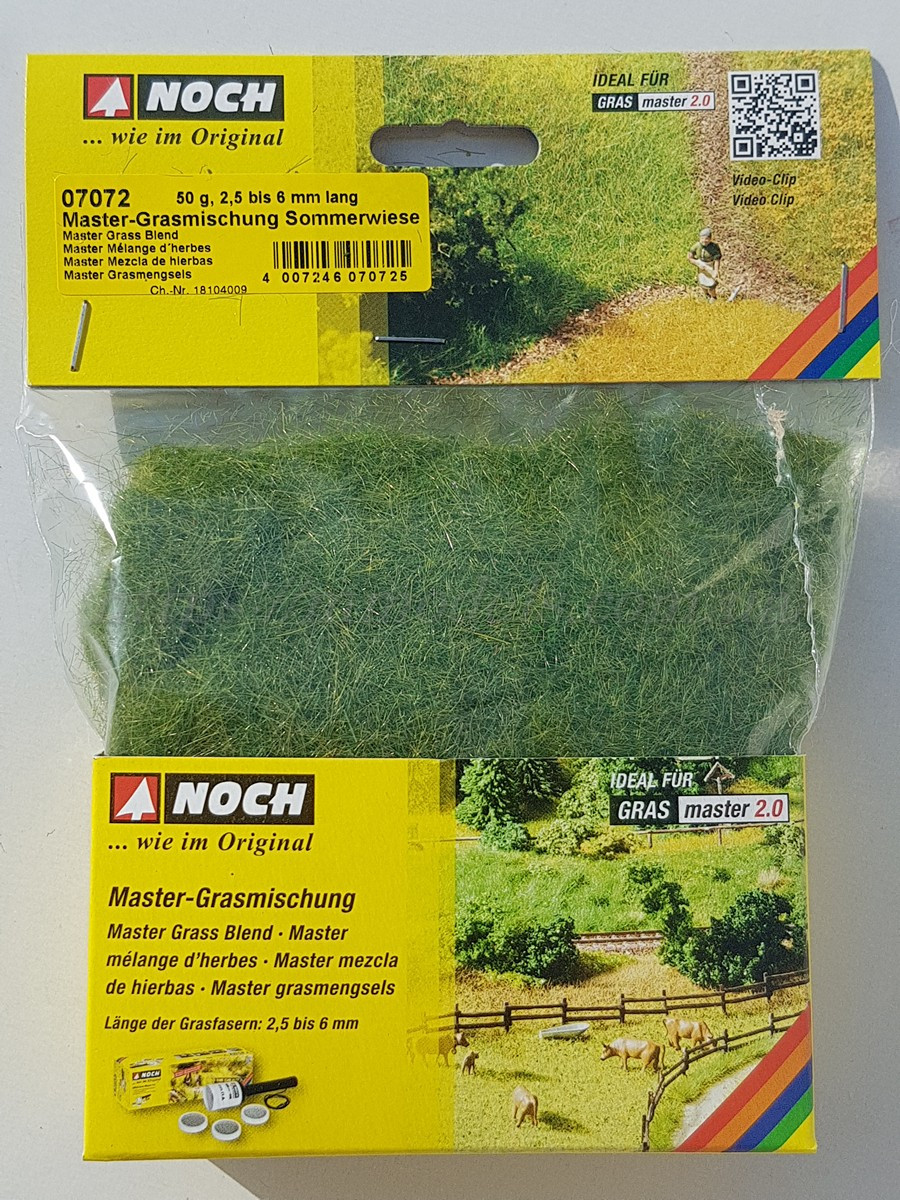 NOCH
... wie im Original
IDEAL FÜR
GRAS master 2.0
Video-Clip
Video Clip
07072 50 g, 2,5 bis 6 mm lang
Master-Grasmischung Sommerwiese
Master Grass Blend
Master Mélange d´herbes
Master Mezcla de hierbas
Master Grasmengsels
4 007246 070725
Ch.-Nr. 18104009
NOCH
... wie im Original
IDEAL FÜR
GRAS master 2.0
Master-Grasmischung
Master Grass Blend · Master
mélange d'herbes · Master mezcla
de hierbas · Master grasmengsels
Länge der Grasfasern: 2,5 bis 6 mm
NOCH